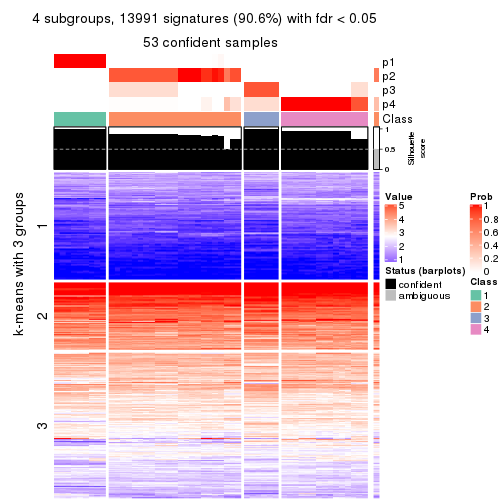 4 subgroups, 13991 signatures (90.6%) with fdr < 0.05
53 confident samples
p1
p2
p3
p4
Class
1
0.5
0
Silhouette
score
k-means with 3 groups
1
2
3
Value
5
4
3
2
1
Status (barplots)
confident
ambiguous
Prob
1
0.8
0.6
0.4
0.2
0
Class
1
2
3
4